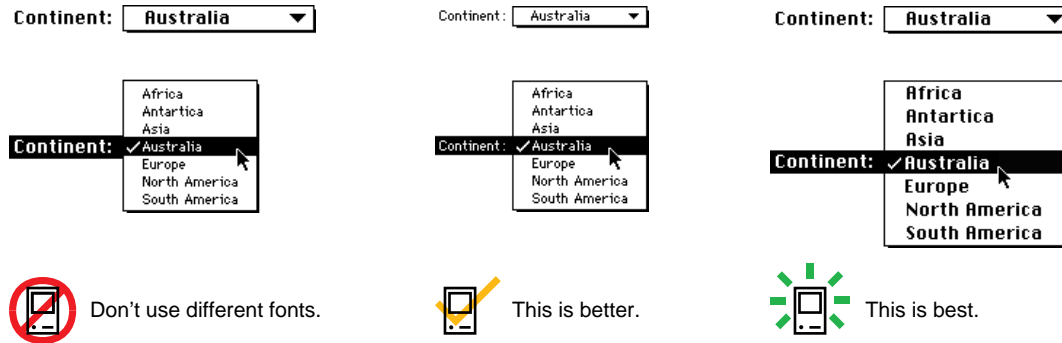 Continent: Australia
Africa
Antartica
Asia
Continent: ✓Australia
Europe
North America
South America
Don't use different fonts.
Continent: Australia
Africa
Antartica
Asia
Continent: ✓Australia
Europe
North America
South America
This is better.
Continent: Australia
Africa
Antartica
Asia
Continent: ✓Australia
Europe
North America
South America
This is best.